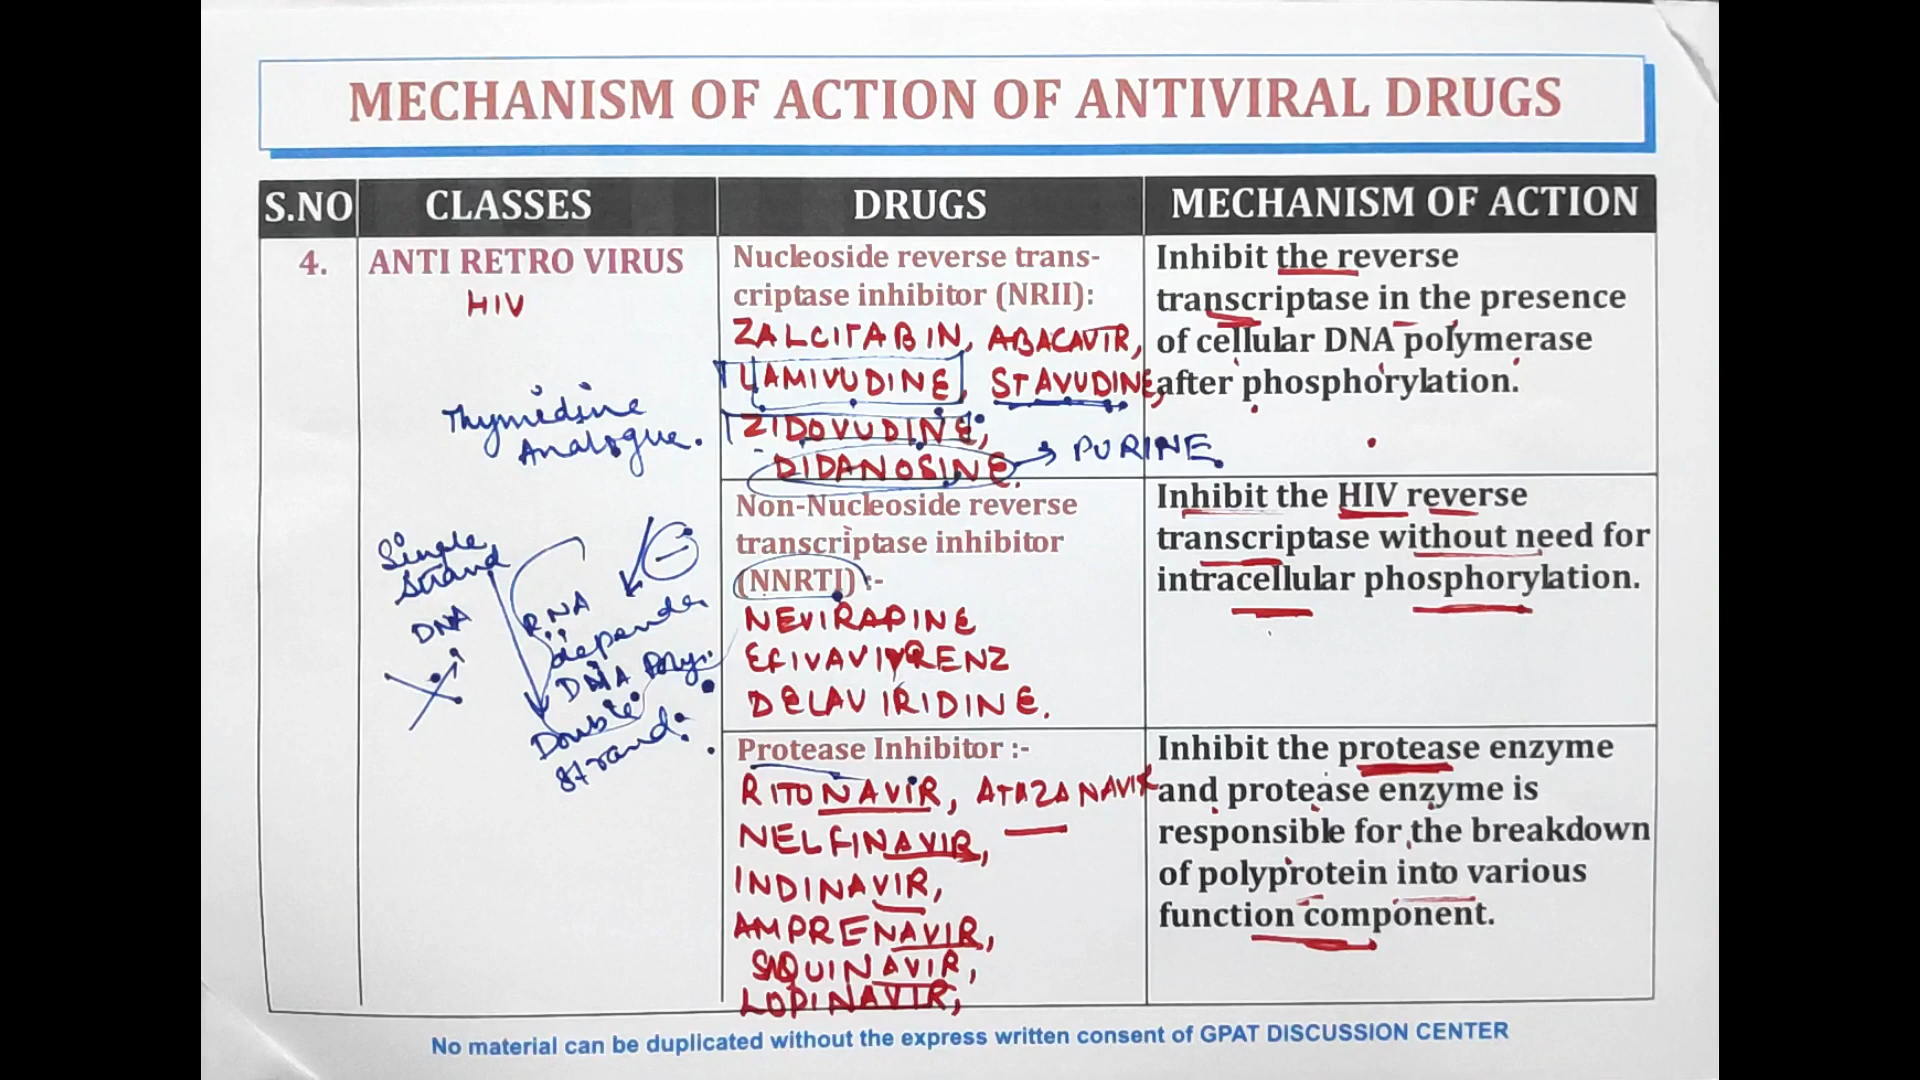 MECHANISM OF ACTION OF ANTIVIRAL DRUGS
S.NO CLASSES DRUGS MECHANISM OF ACTION
4. ANTI RETRO VIRUS
HIV
Thymidine
Analogue.
Single
Strand
DNA
RNA
dependen
DNA Poly.
Double
strand.
Nucleoside reverse trans-
criptase inhibitor (NRII):
ZALCITABIN, ABACAVIR,
LAMIVUDINE, STAVUDINE,
ZIDOVUDINE,
DIDANOSINE. → PURINE.
Inhibit the reverse
transcriptase in the presence
of cellular DNA polymerase
after phosphorylation.
Non-Nucleoside reverse
transcriptase inhibitor
(NNRTI):-
NEVIRAPINE
EFIVAVIRENZ
DELAVIRIDINE.
Inhibit the HIV reverse
transcriptase without need for
intracellular phosphorylation.
Protease Inhibitor :-
RITONAVIR, ATAZANAVIR
NELFINAVIR,
INDINAVIR,
AMPRENAVIR,
SAQUINAVIR,
LOPINAVIR,
Inhibit the protease enzyme
and protease enzyme is
responsible for the breakdown
of polyprotein into various
function component.
No material can be duplicated without the express written consent of GPAT DISCUSSION CENTER